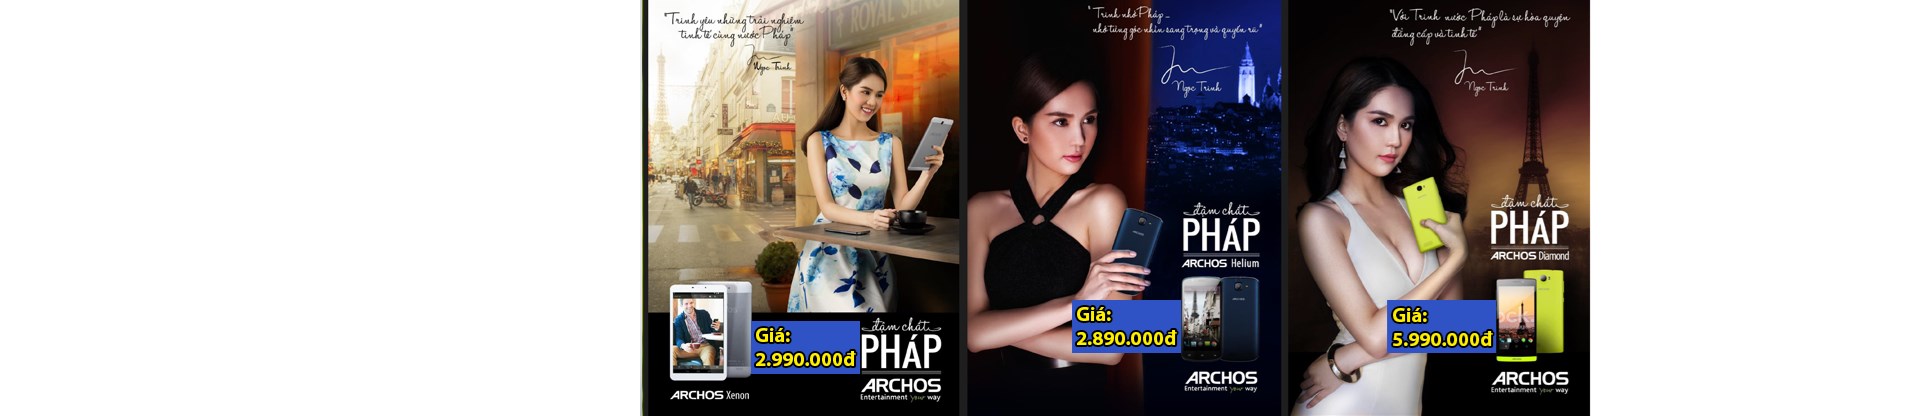 "Trinh yêu những trải nghiệm
tinh tế cùng nước Pháp"
Ngọc Trinh
ROYAL
Giá:
2.990.000đ
đậm chất
PHÁP
ARCHOS
Entertainment your way
ARCHOS Xenon
"Trinh nhớ Pháp...
nhớ từng góc nhìn sang trọng và quyến rũ"
Ngọc Trinh
đậm chất
PHÁP
ARCHOS Helium
Giá:
2.890.000đ
ARCHOS
Entertainment your way
"Với Trinh nước Pháp là sự hòa quyện
đẳng cấp và tinh tế"
Ngọc Trinh
đậm chất
PHÁP
ARCHOS Diamond
Giá:
5.990.000đ
ARCHOS
Entertainment your way